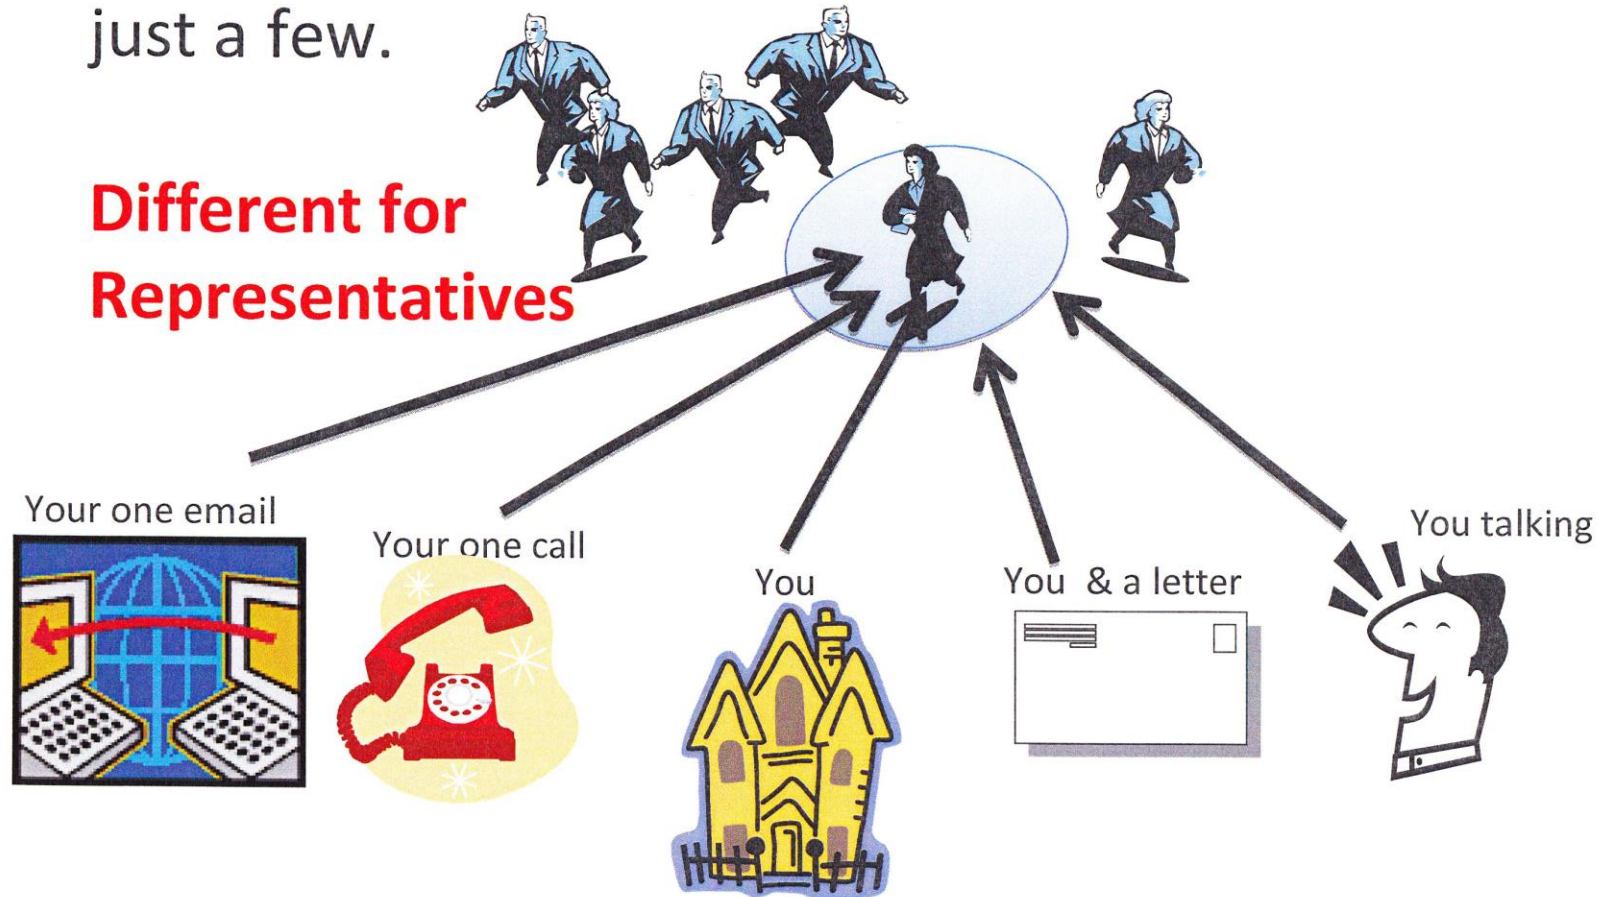 just a few.
Different for
Representatives
Your one email
Your one call
You
You & a letter
You talking